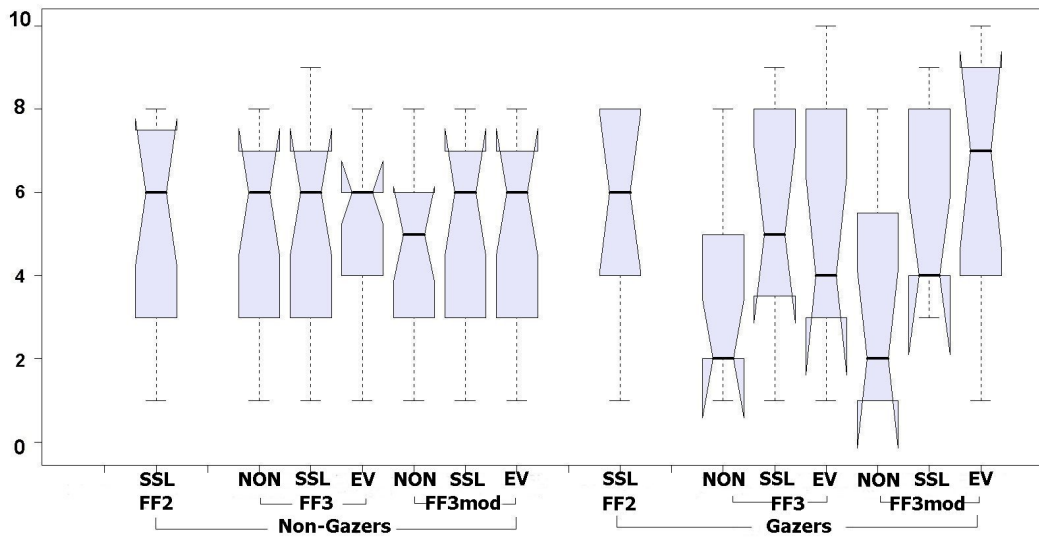 10
8
6
4
2
0
SSL NON SSL EV NON SSL EV SSL NON SSL EV NON SSL EV
FF2 FF3 FF3mod FF2 FF3 FF3mod
Non-Gazers Gazers